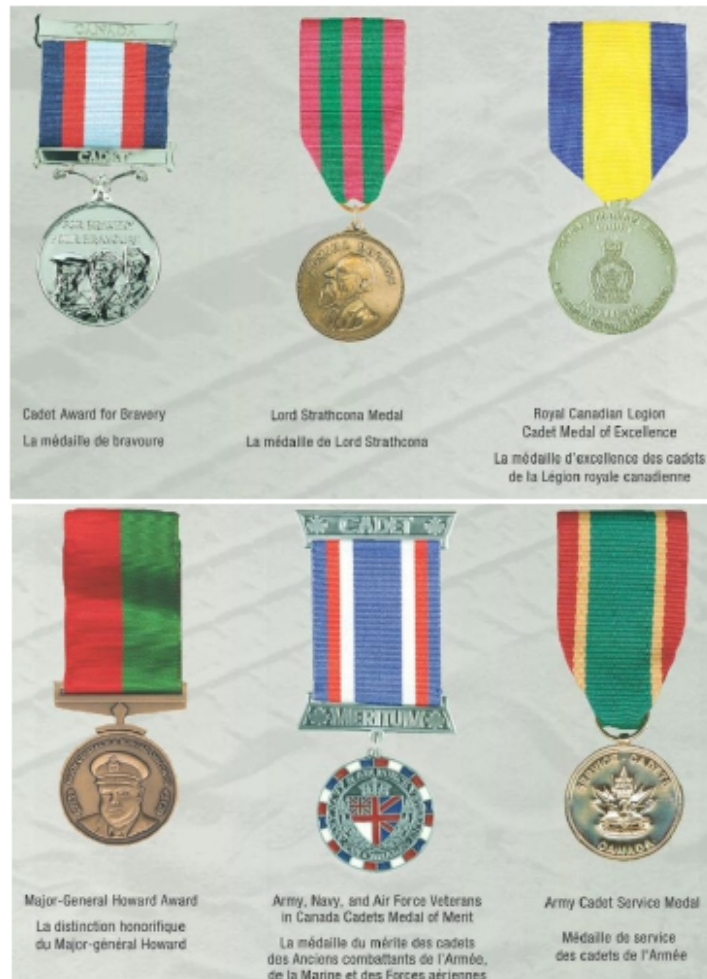 CANADA
CADET
FOR BRAVERY
Cadet Award for Bravery
La médaille de bravoure
Lord Strathcona Medal
La médaille de Lord Strathcona
Royal Canadian Legion
Cadet Medal of Excellence
La médaille d'excellence des cadets
de la Légion royale canadienne
CADET
MERITUM
SERVICE CADETS
CANADA
Major-General Howard Award
La distinction honorifique
du Major-général Howard
Army, Navy, and Air Force Veterans
in Canada Cadets Medal of Merit
La médaille du mérite des cadets
des Anciens combattants de l'Armée,
de la Marine et des Forces aériennes
Army Cadet Service Medal
Médaille de service
des cadets de l'Armée